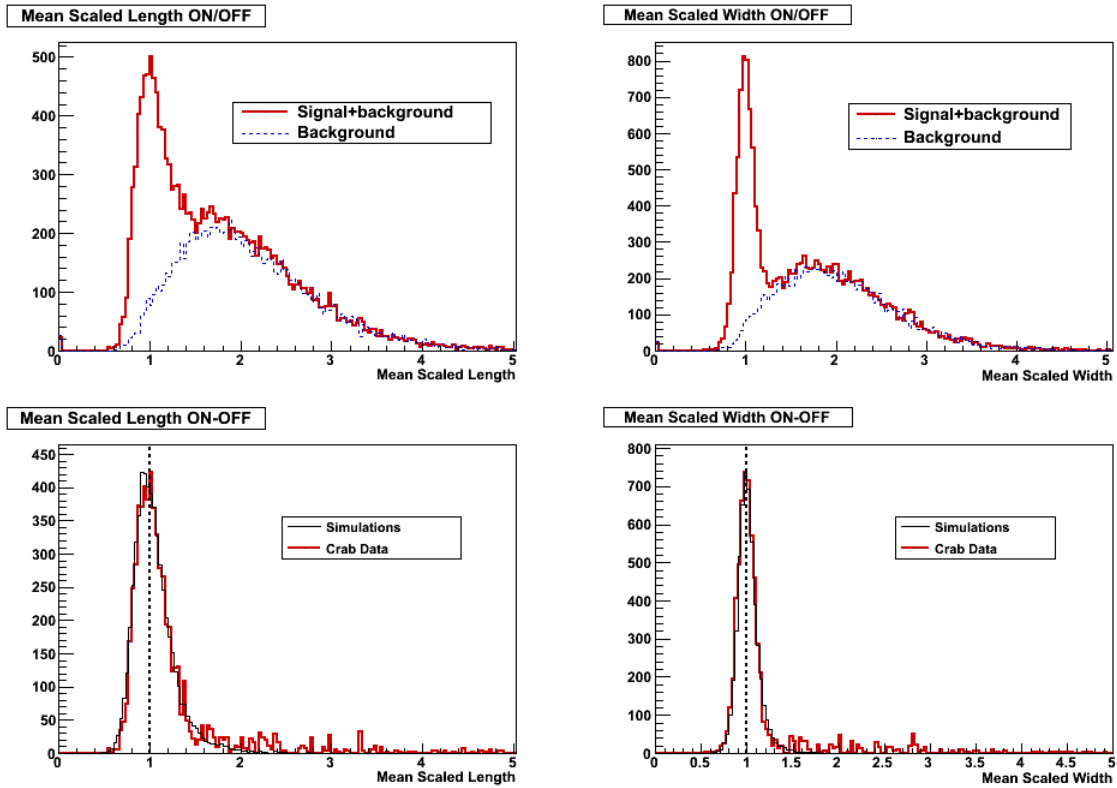 Mean Scaled Length ON/OFF
500
400
300
200
100
0
0 1 2 3 4 5
Signal+background
Background
Mean Scaled Length
Mean Scaled Width ON/OFF
800
700
600
500
400
300
200
100
0
0 1 2 3 4 5
Signal+background
Background
Mean Scaled Width
Mean Scaled Length ON-OFF
450
400
350
300
250
200
150
100
50
0
0 1 2 3 4 5
Simulations
Crab Data
Mean Scaled Length
Mean Scaled Width ON-OFF
800
700
600
500
400
300
200
100
0
0 0.5 1 1.5 2 2.5 3 3.5 4 4.5 5
Simulations
Crab Data
Mean Scaled Width